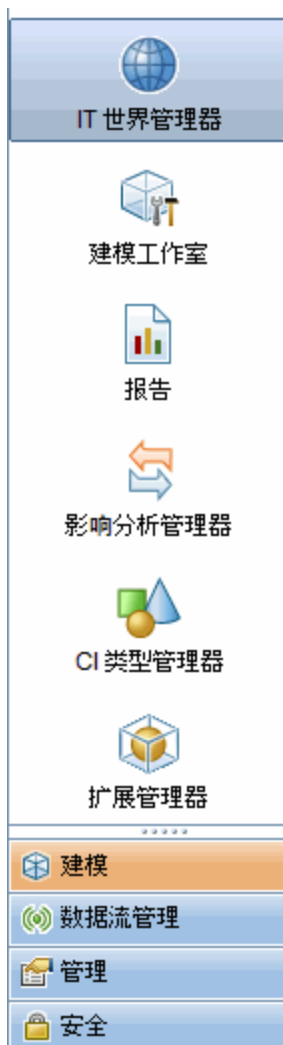 IT 世界管理器
建模工作室
报告
影响分析管理器
CI 类型管理器
扩展管理器
建模
数据流管理
管理
安全